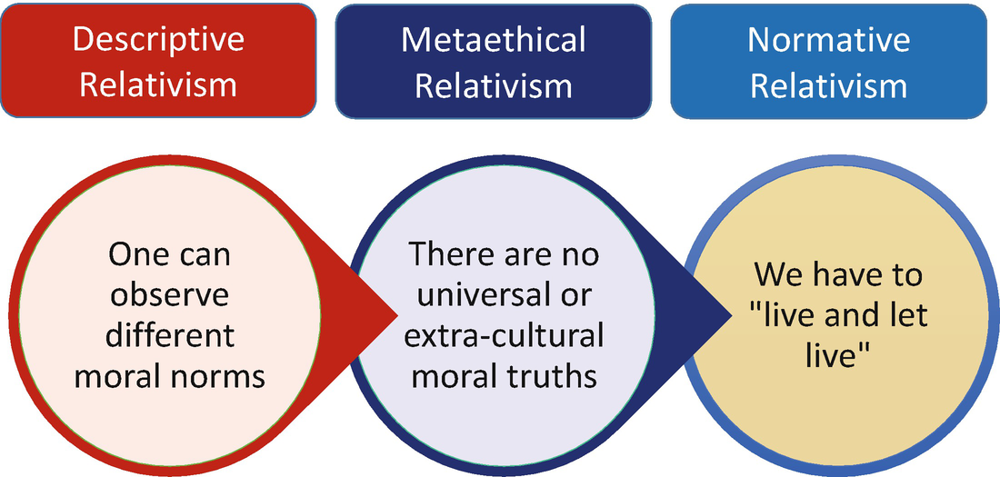 Descriptive
Relativism
Metaethical
Relativism
Normative
Relativism
One can
observe
different
moral norms
There are no
universal or
extra-cultural
moral truths
We have to
"live and let
live"